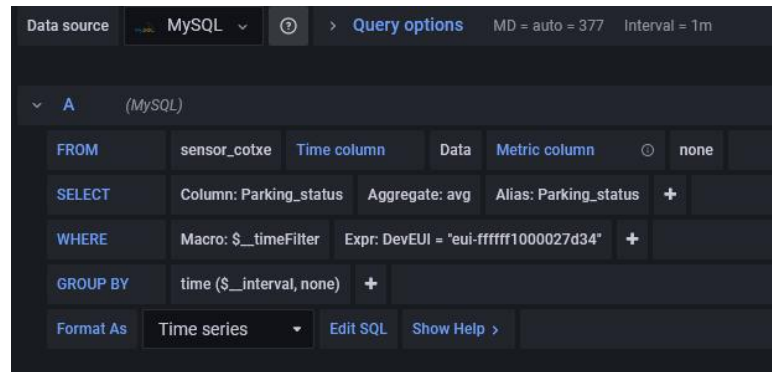 Data source MySQL ? > Query options MD = auto = 377 Interval = 1m
A (MySQL)
FROM sensor_cotxe Time column Data Metric column none
SELECT Column: Parking_status Aggregate: avg Alias: Parking_status +
WHERE Macro: $__timeFilter Expr: DevEUI = "eui-ffffff1000027d34" +
GROUP BY time ($__interval, none) +
Format As Time series Edit SQL Show Help >